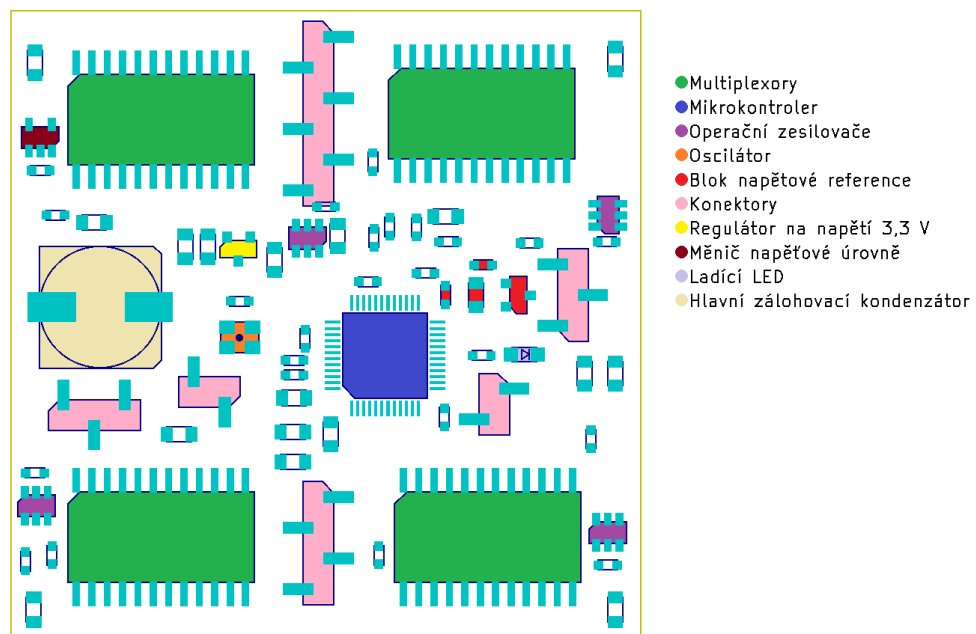 Multiplexory
Mikrokontroler
Operační zesilovače
Oscilátor
Blok napěťové reference
Konektory
Regulátor na napětí 3,3 V
Měnič napěťové úrovně
Ladící LED
Hlavní zálohovací kondenzátor